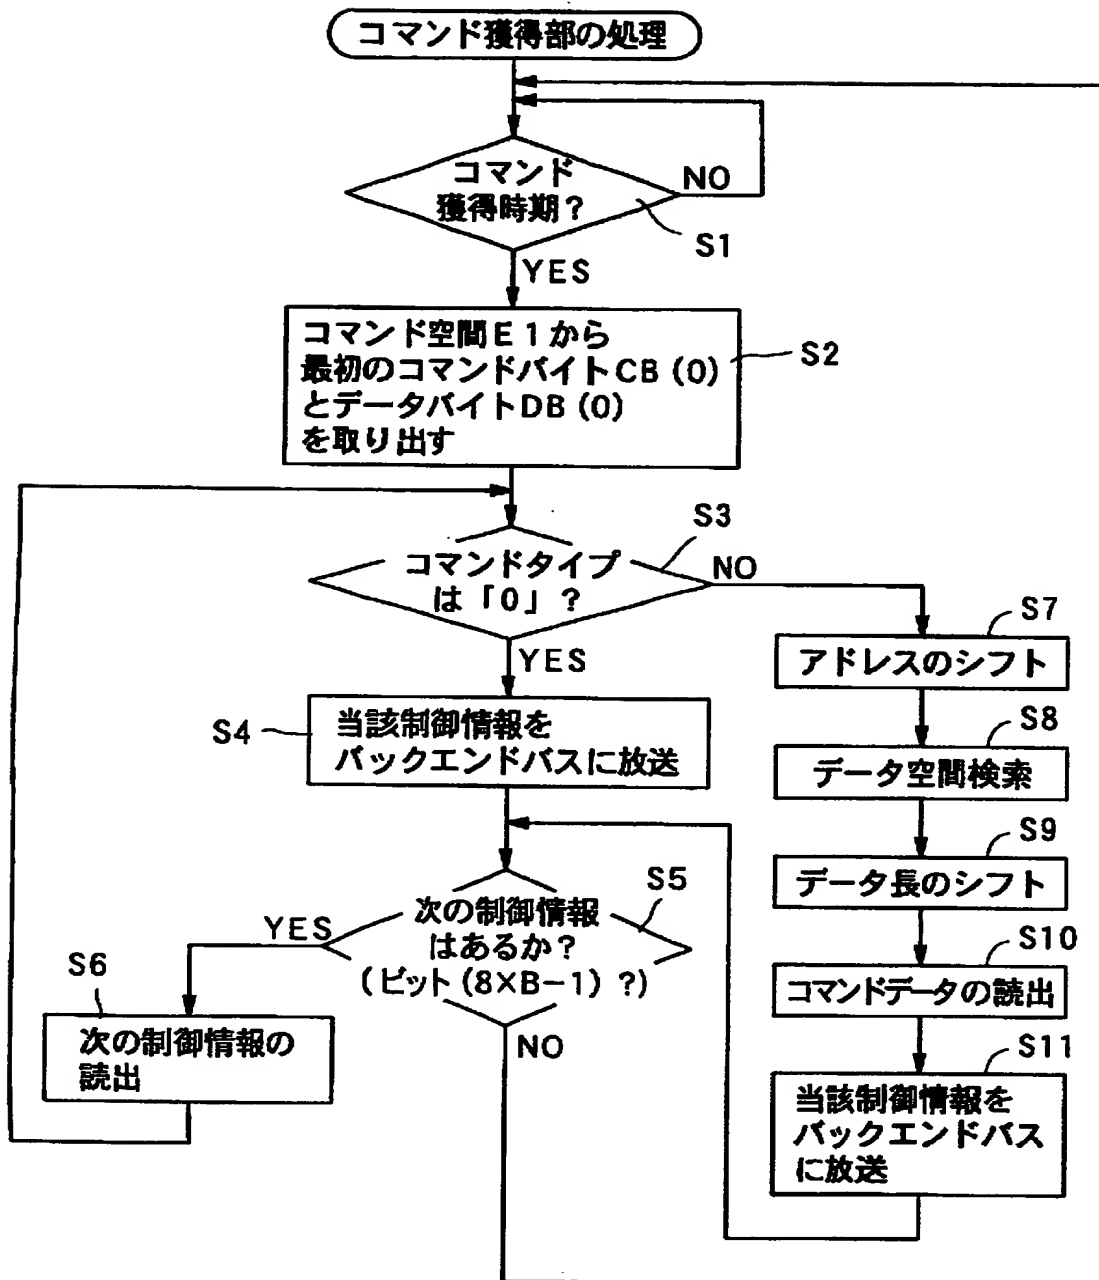 コマンド獲得部の処理
コマンド
獲得時期？
NO
S1
YES
コマンド空間E1から
最初のコマンドバイトCB(0)
とデータバイトDB(0)
を取り出す
S2
S3
コマンドタイプ
は「0」？
NO
YES
S4
当該制御情報を
バックエンドバスに放送
S5
次の制御情報
はあるか？
(ビット(8×B−1)？)
YES
NO
S6
次の制御情報の
読出
S7
アドレスのシフト
S8
データ空間検索
S9
データ長のシフト
S10
コマンドデータの読出
S11
当該制御情報を
バックエンドバス
に放送